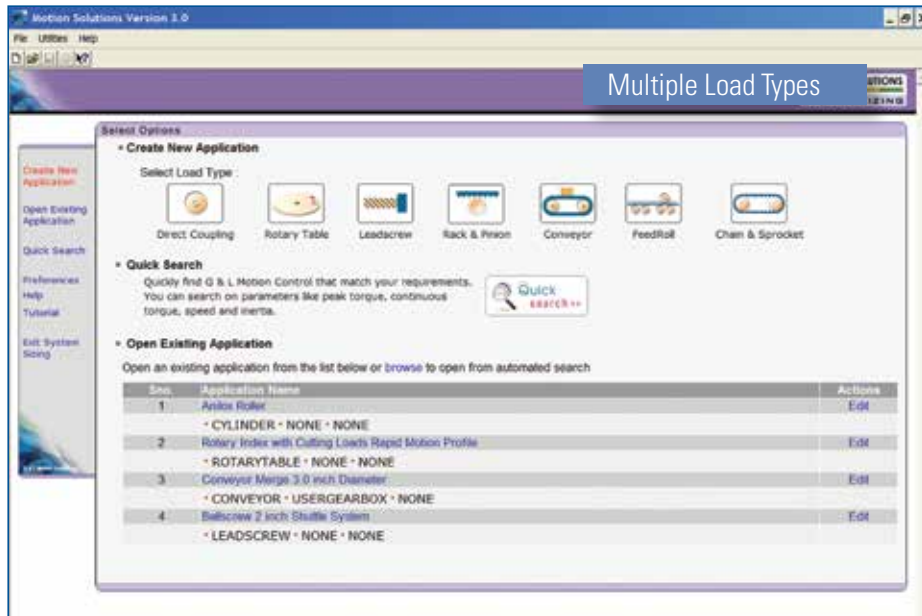 Motion Solutions Version 3.0
File Utilities Help
Multiple Load Types
Select Options
• Create New Application
Select Load Type :
Direct Coupling Rotary Table Leadscrew Rack & Pinion Conveyor FeedRoll Chain & Sprocket
• Quick Search
Quickly find G & L Motion Control that match your requirements.
You can search on parameters like peak torque, continuous
torque, speed and inertia.
Quick
search >>
• Open Existing Application
Open an existing application from the list below or browse to open from automated search
Sno. Application Name Actions
1 Anilox Roller Edit
• CYLINDER • NONE • NONE
2 Rotary Index with Cutting Loads Rapid Motion Profile Edit
• ROTARYTABLE • NONE • NONE
3 Conveyor Merge 3.0 inch Diameter Edit
• CONVEYOR • USERGEARBOX • NONE
4 Ballscrew 2 inch Shuttle System Edit
• LEADSCREW • NONE • NONE
Create New
Application
Open Existing
Application
Quick Search
Preferences
Help
Tutorial
Exit System
Sizing